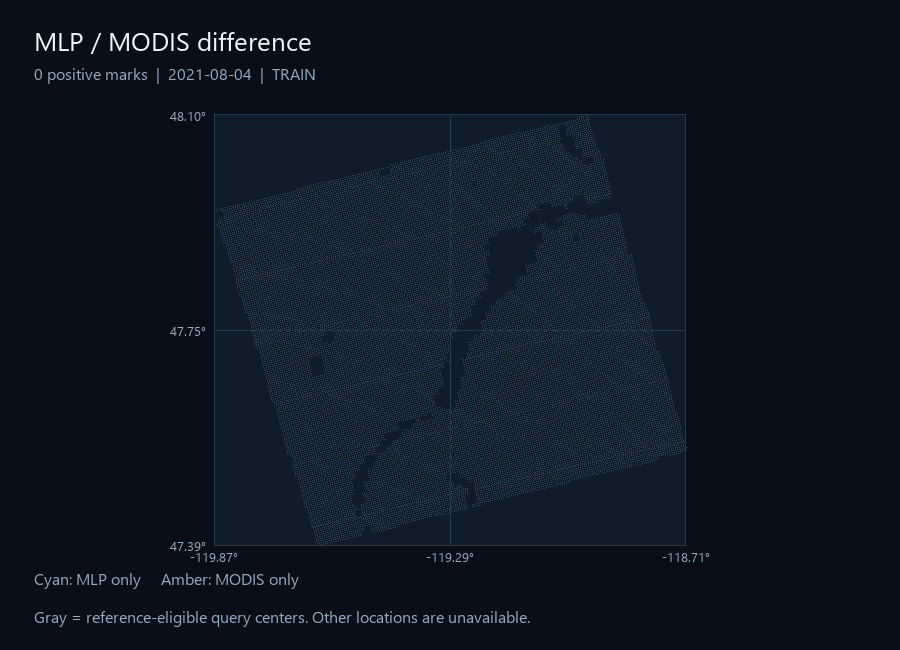 MLP / MODIS difference
0 positive marks | 2021-08-04 | TRAIN
48.10°
47.75°
47.39°
-119.87° -119.29° -118.71°
Cyan: MLP only Amber: MODIS only
Gray = reference-eligible query centers. Other locations are unavailable.